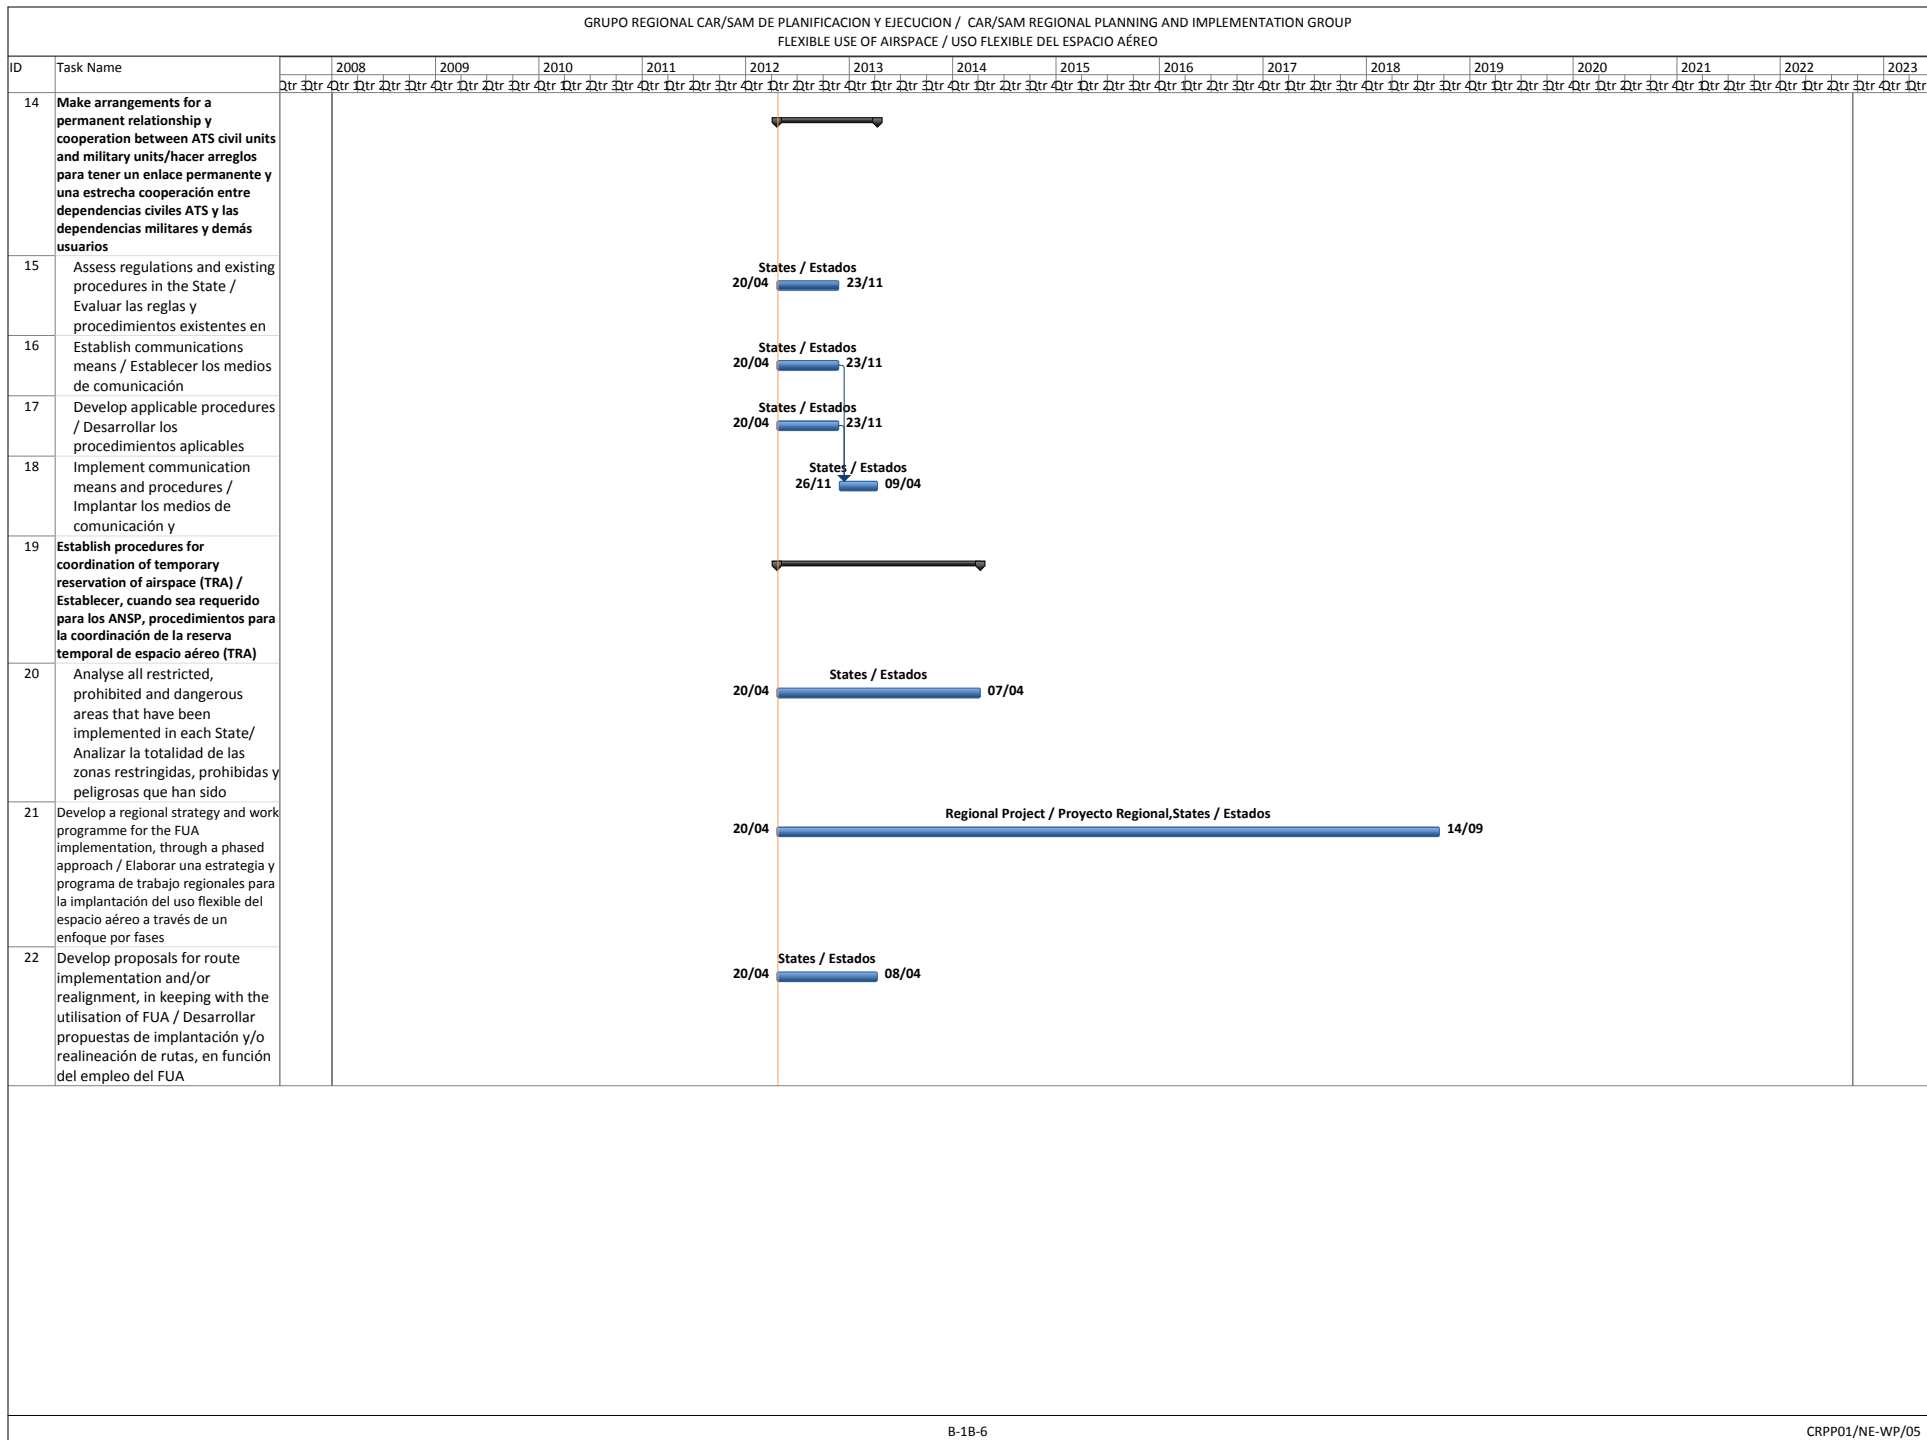 GRUPO REGIONAL CAR/SAM DE PLANIFICACION Y EJECUCION / CAR/SAM REGIONAL PLANNING AND IMPLEMENTATION GROUP
FLEXIBLE USE OF AIRSPACE / USO FLEXIBLE DEL ESPACIO AÉREO
ID Task Name 2008 2009 2010 2011 2012 2013 2014 2015 2016 2017 2018 2019 2020 2021 2022 2023
14 Make arrangements for a
permanent relationship y
cooperation between ATS civil units
and military units/hacer arreglos
para tener un enlace permanente y
una estrecha cooperación entre
dependencias civiles ATS y las
dependencias militares y demás
usuarios
15 Assess regulations and existing
procedures in the State /
Evaluar las reglas y
procedimientos existentes en
States / Estados
20/04 23/11
16 Establish communications
means / Establecer los medios
de comunicación
States / Estados
20/04 23/11
17 Develop applicable procedures
/ Desarrollar los
procedimientos aplicables
States / Estados
20/04 23/11
18 Implement communication
means and procedures /
Implantar los medios de
comunicación y
States / Estados
26/11 09/04
19 Establish procedures for
coordination of temporary
reservation of airspace (TRA) /
Establecer, cuando sea requerido
para los ANSP, procedimientos para
la coordinación de la reserva
temporal de espacio aéreo (TRA)
20 Analyse all restricted,
prohibited and dangerous
areas that have been
implemented in each State/
Analizar la totalidad de las
zonas restringidas, prohibidas y
peligrosas que han sido
States / Estados
20/04 07/04
21 Develop a regional strategy and work
programme for the FUA
implementation, through a phased
approach / Elaborar una estrategia y
programa de trabajo regionales para
la implantación del uso flexible del
espacio aéreo a través de un
enfoque por fases
Regional Project / Proyecto Regional,States / Estados
20/04 14/09
22 Develop proposals for route
implementation and/or
realignment, in keeping with the
utilisation of FUA / Desarrollar
propuestas de implantación y/o
realineación de rutas, en función
del empleo del FUA
States / Estados
20/04 08/04
B-1B-6 CRPP01/NE-WP/05